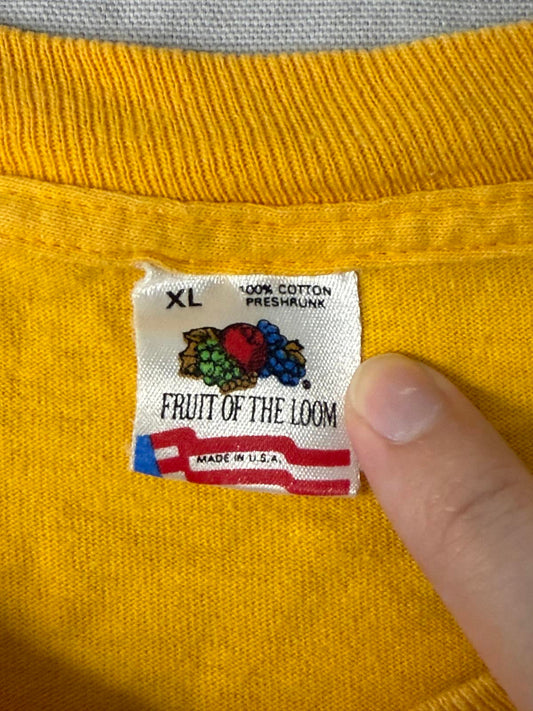 XL
100% COTTON
PRESHRUNK
®
FRUIT OF THE LOOM
MADE IN U.S.A.